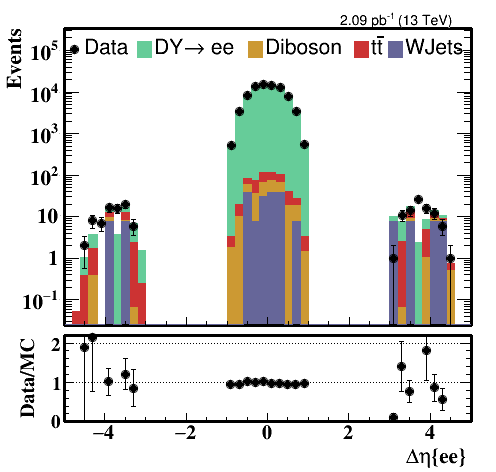 2.09 pb⁻¹ (13 TeV)
Events
Data DY→ ee Diboson tt̄ WJets
10⁵
10⁴
10³
10²
10
1
10⁻¹
Data/MC
2
1
0
−4 −2 0 2 4
Δη{ee}